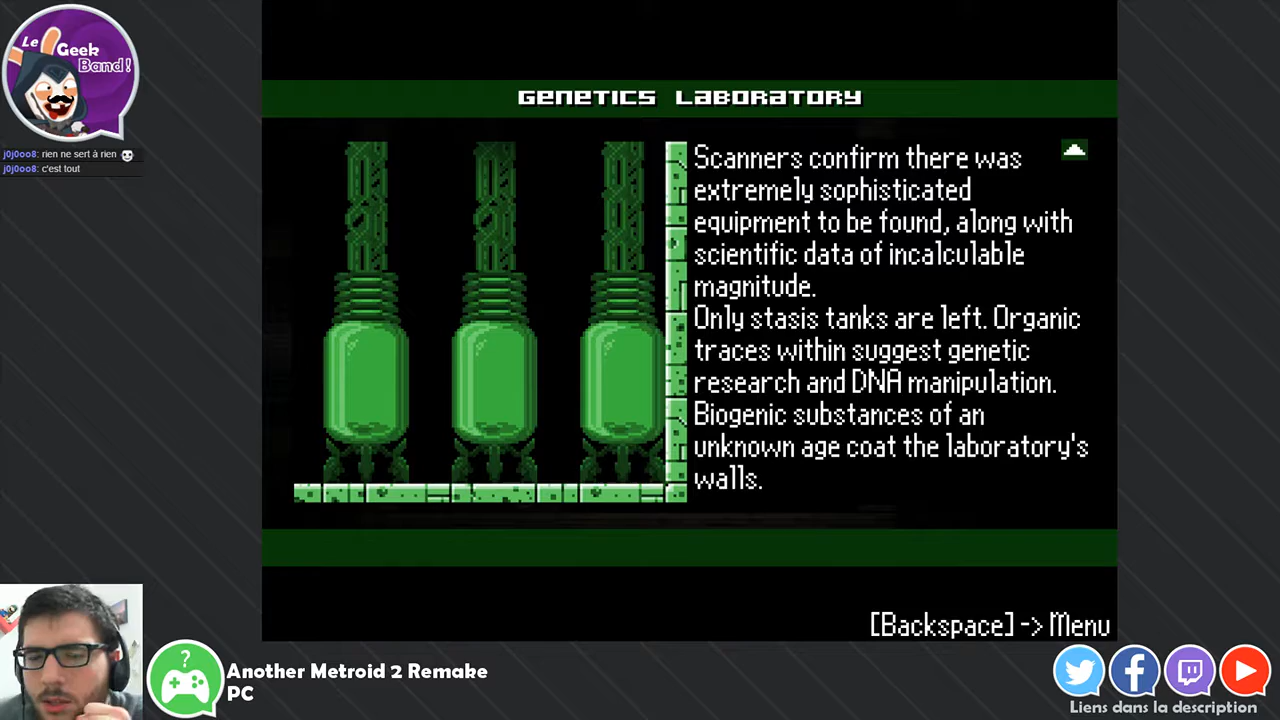 Le
Geek
Band !
j0j0oo8: rien ne sert à rien
j0j0oo8: c'est tout
Genetics Laboratory
Scanners confirm there was
extremely sophisticated
equipment to be found, along with
scientific data of incalculable
magnitude.
Only stasis tanks are left. Organic
traces within suggest genetic
research and DNA manipulation.
Biogenic substances of an
unknown age coat the laboratory's
walls.
[Backspace] -> Menu
?
Another Metroid 2 Remake
PC
Liens dans la description